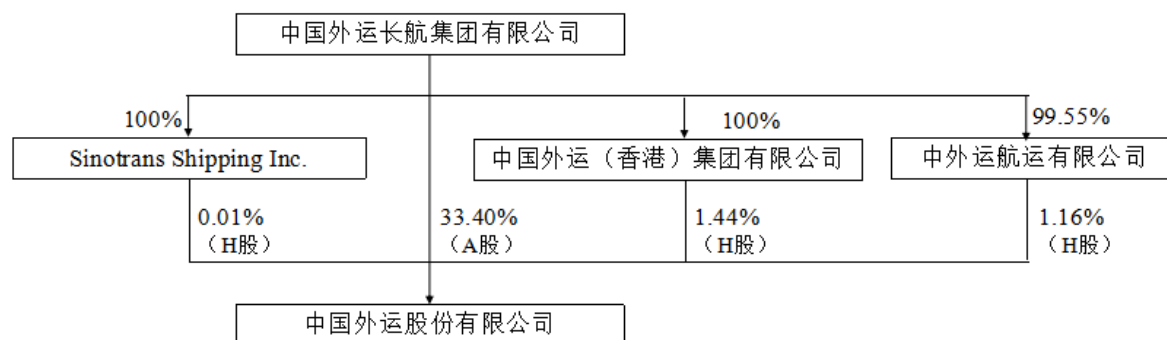 中国外运长航集团有限公司
100%
100%
99.55%
Sinotrans Shipping Inc.
中国外运（香港）集团有限公司
中外运航运有限公司
0.01%
（H股）
33.40%
（A股）
1.44%
（H股）
1.16%
（H股）
中国外运股份有限公司